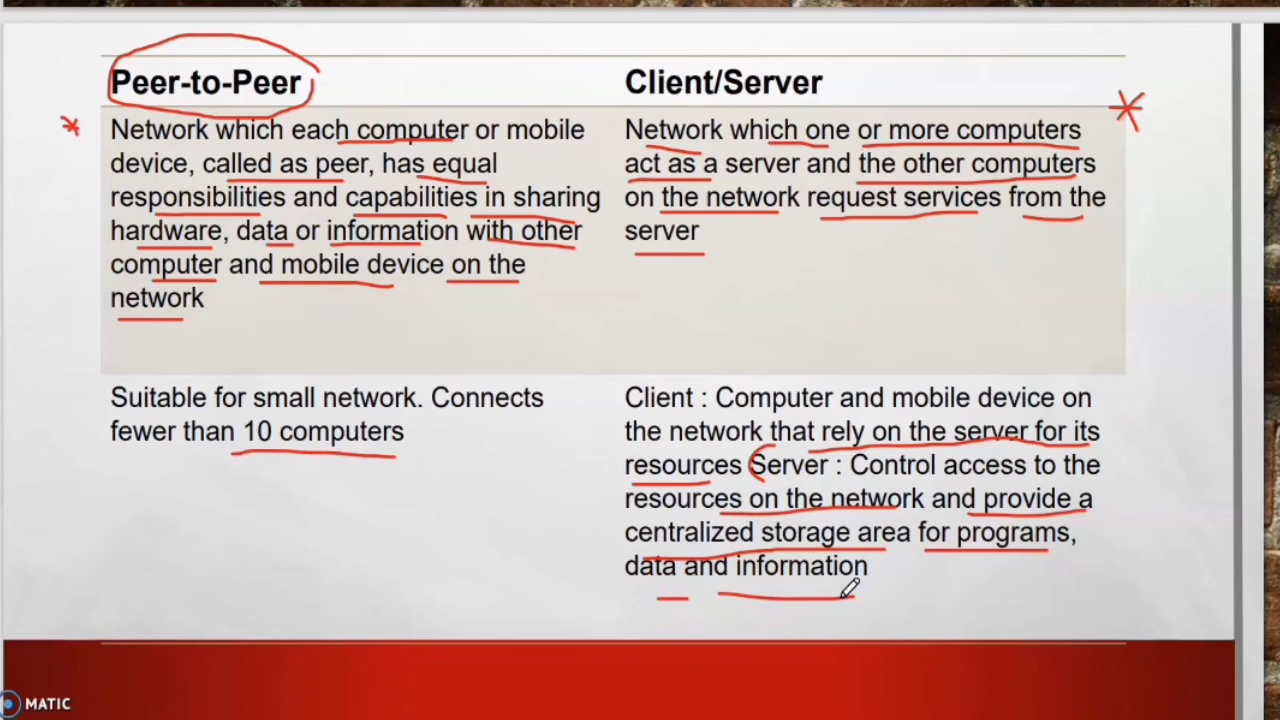 Peer-to-Peer
Client/Server
Network which each computer or mobile
device, called as peer, has equal
responsibilities and capabilities in sharing
hardware, data or information with other
computer and mobile device on the
network
Network which one or more computers
act as a server and the other computers
on the network request services from the
server
Suitable for small network. Connects
fewer than 10 computers
Client : Computer and mobile device on
the network that rely on the server for its
resources Server : Control access to the
resources on the network and provide a
centralized storage area for programs,
data and information
MATIC